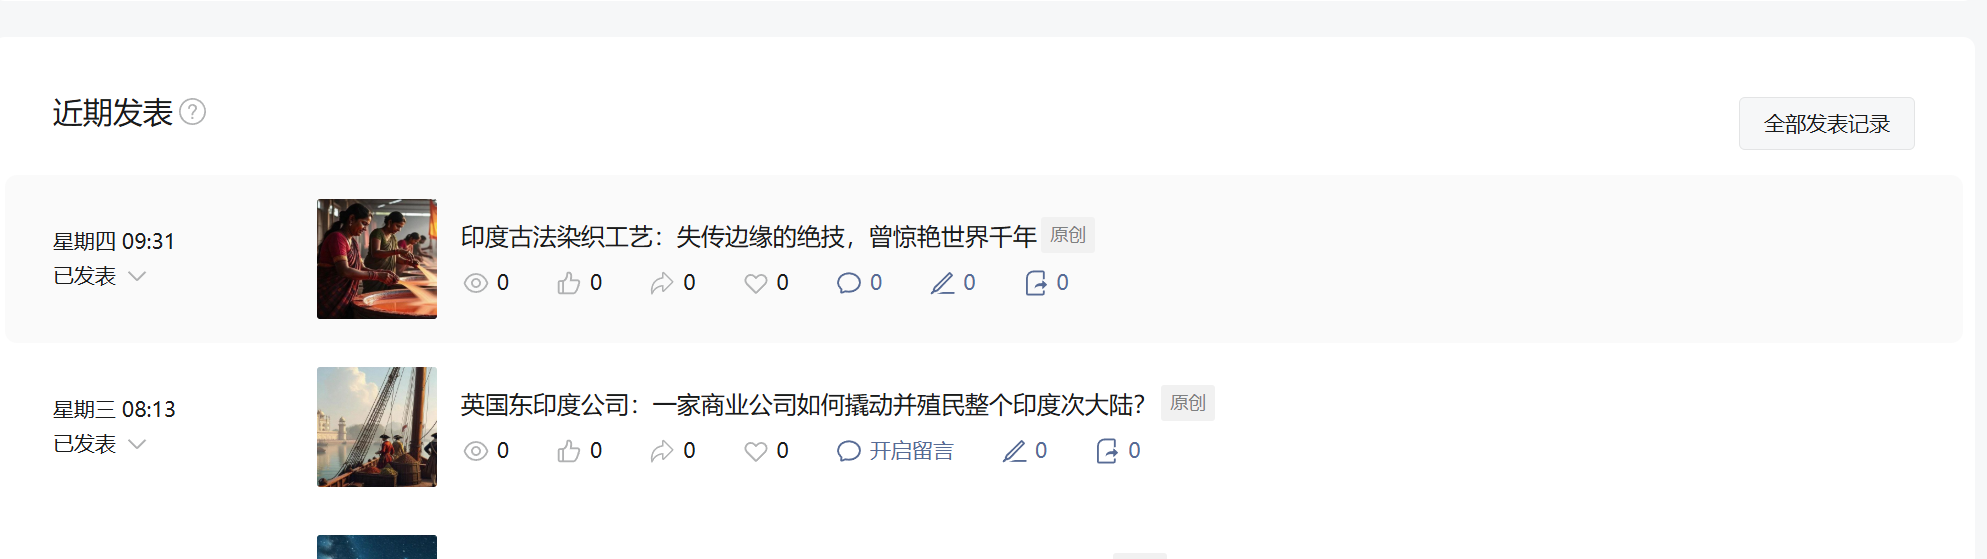 近期发表 ?
全部发表记录
星期四 09:31
已发表
印度古法染织工艺：失传边缘的绝技，曾惊艳世界千年 原创
0 0 0 0 0 0 0
星期三 08:13
已发表
英国东印度公司：一家商业公司如何撬动并殖民整个印度次大陆？ 原创
0 0 0 0 开启留言 0 0